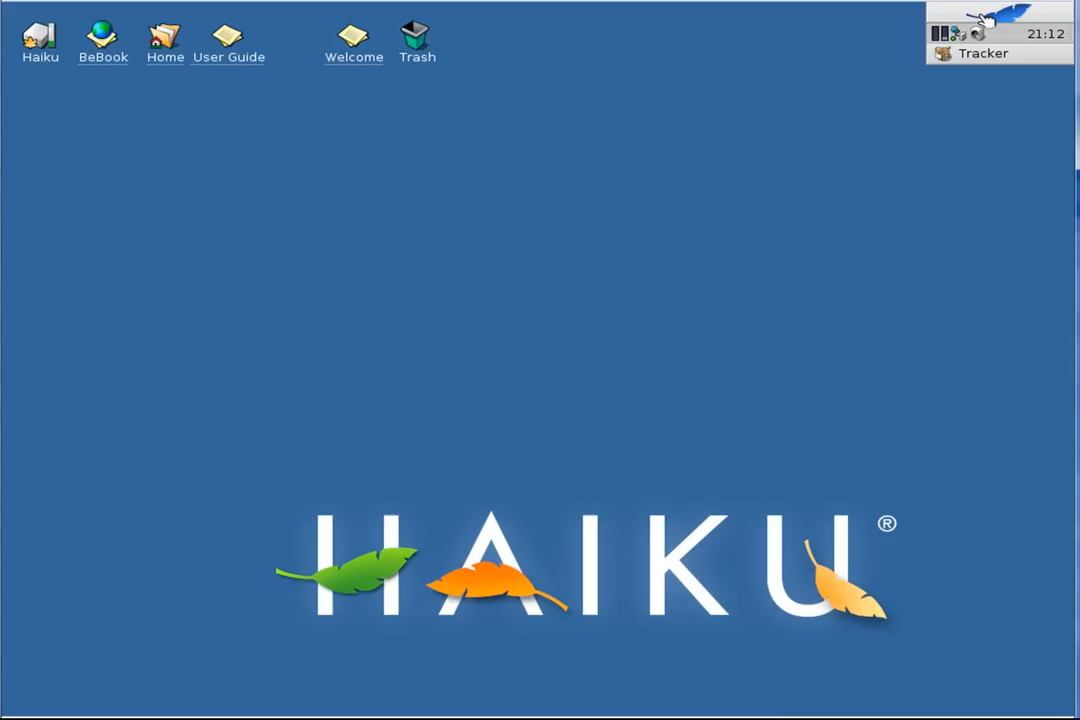 21:12
Tracker
Haiku
BeBook
Home
User Guide
Welcome
Trash
HAIKU®